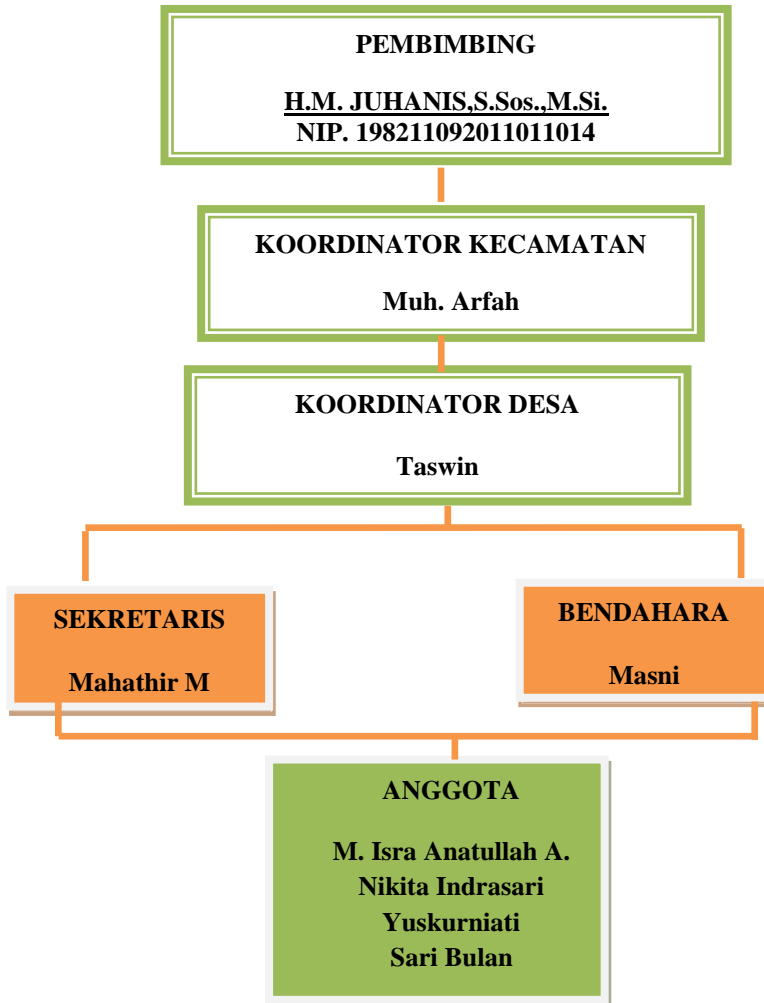 PEMBIMBING
H.M. JUHANIS,S.Sos.,M.Si.
NIP. 198211092011011014
KOORDINATOR KECAMATAN
Muh. Arfah
KOORDINATOR DESA
Taswin
SEKRETARIS
Mahathir M
BENDAHARA
Masni
ANGGOTA
M. Isra Anatullah A.
Nikita Indrasari
Yuskurniati
Sari Bulan